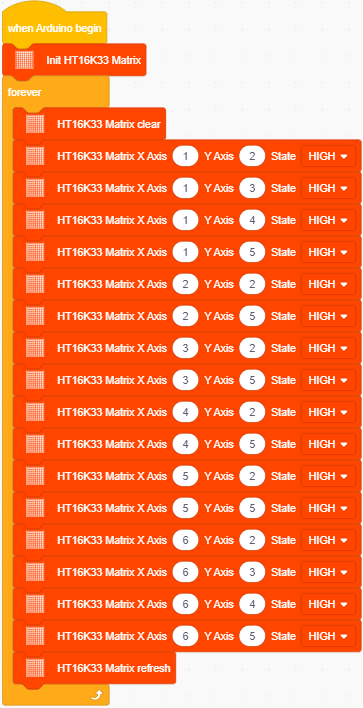 when Arduino begin
Init HT16K33 Matrix
forever
HT16K33 Matrix clear
HT16K33 Matrix X Axis 1 Y Axis 2 State HIGH
HT16K33 Matrix X Axis 1 Y Axis 3 State HIGH
HT16K33 Matrix X Axis 1 Y Axis 4 State HIGH
HT16K33 Matrix X Axis 1 Y Axis 5 State HIGH
HT16K33 Matrix X Axis 2 Y Axis 2 State HIGH
HT16K33 Matrix X Axis 2 Y Axis 5 State HIGH
HT16K33 Matrix X Axis 3 Y Axis 2 State HIGH
HT16K33 Matrix X Axis 3 Y Axis 5 State HIGH
HT16K33 Matrix X Axis 4 Y Axis 2 State HIGH
HT16K33 Matrix X Axis 4 Y Axis 5 State HIGH
HT16K33 Matrix X Axis 5 Y Axis 2 State HIGH
HT16K33 Matrix X Axis 5 Y Axis 5 State HIGH
HT16K33 Matrix X Axis 6 Y Axis 2 State HIGH
HT16K33 Matrix X Axis 6 Y Axis 3 State HIGH
HT16K33 Matrix X Axis 6 Y Axis 4 State HIGH
HT16K33 Matrix X Axis 6 Y Axis 5 State HIGH
HT16K33 Matrix refresh